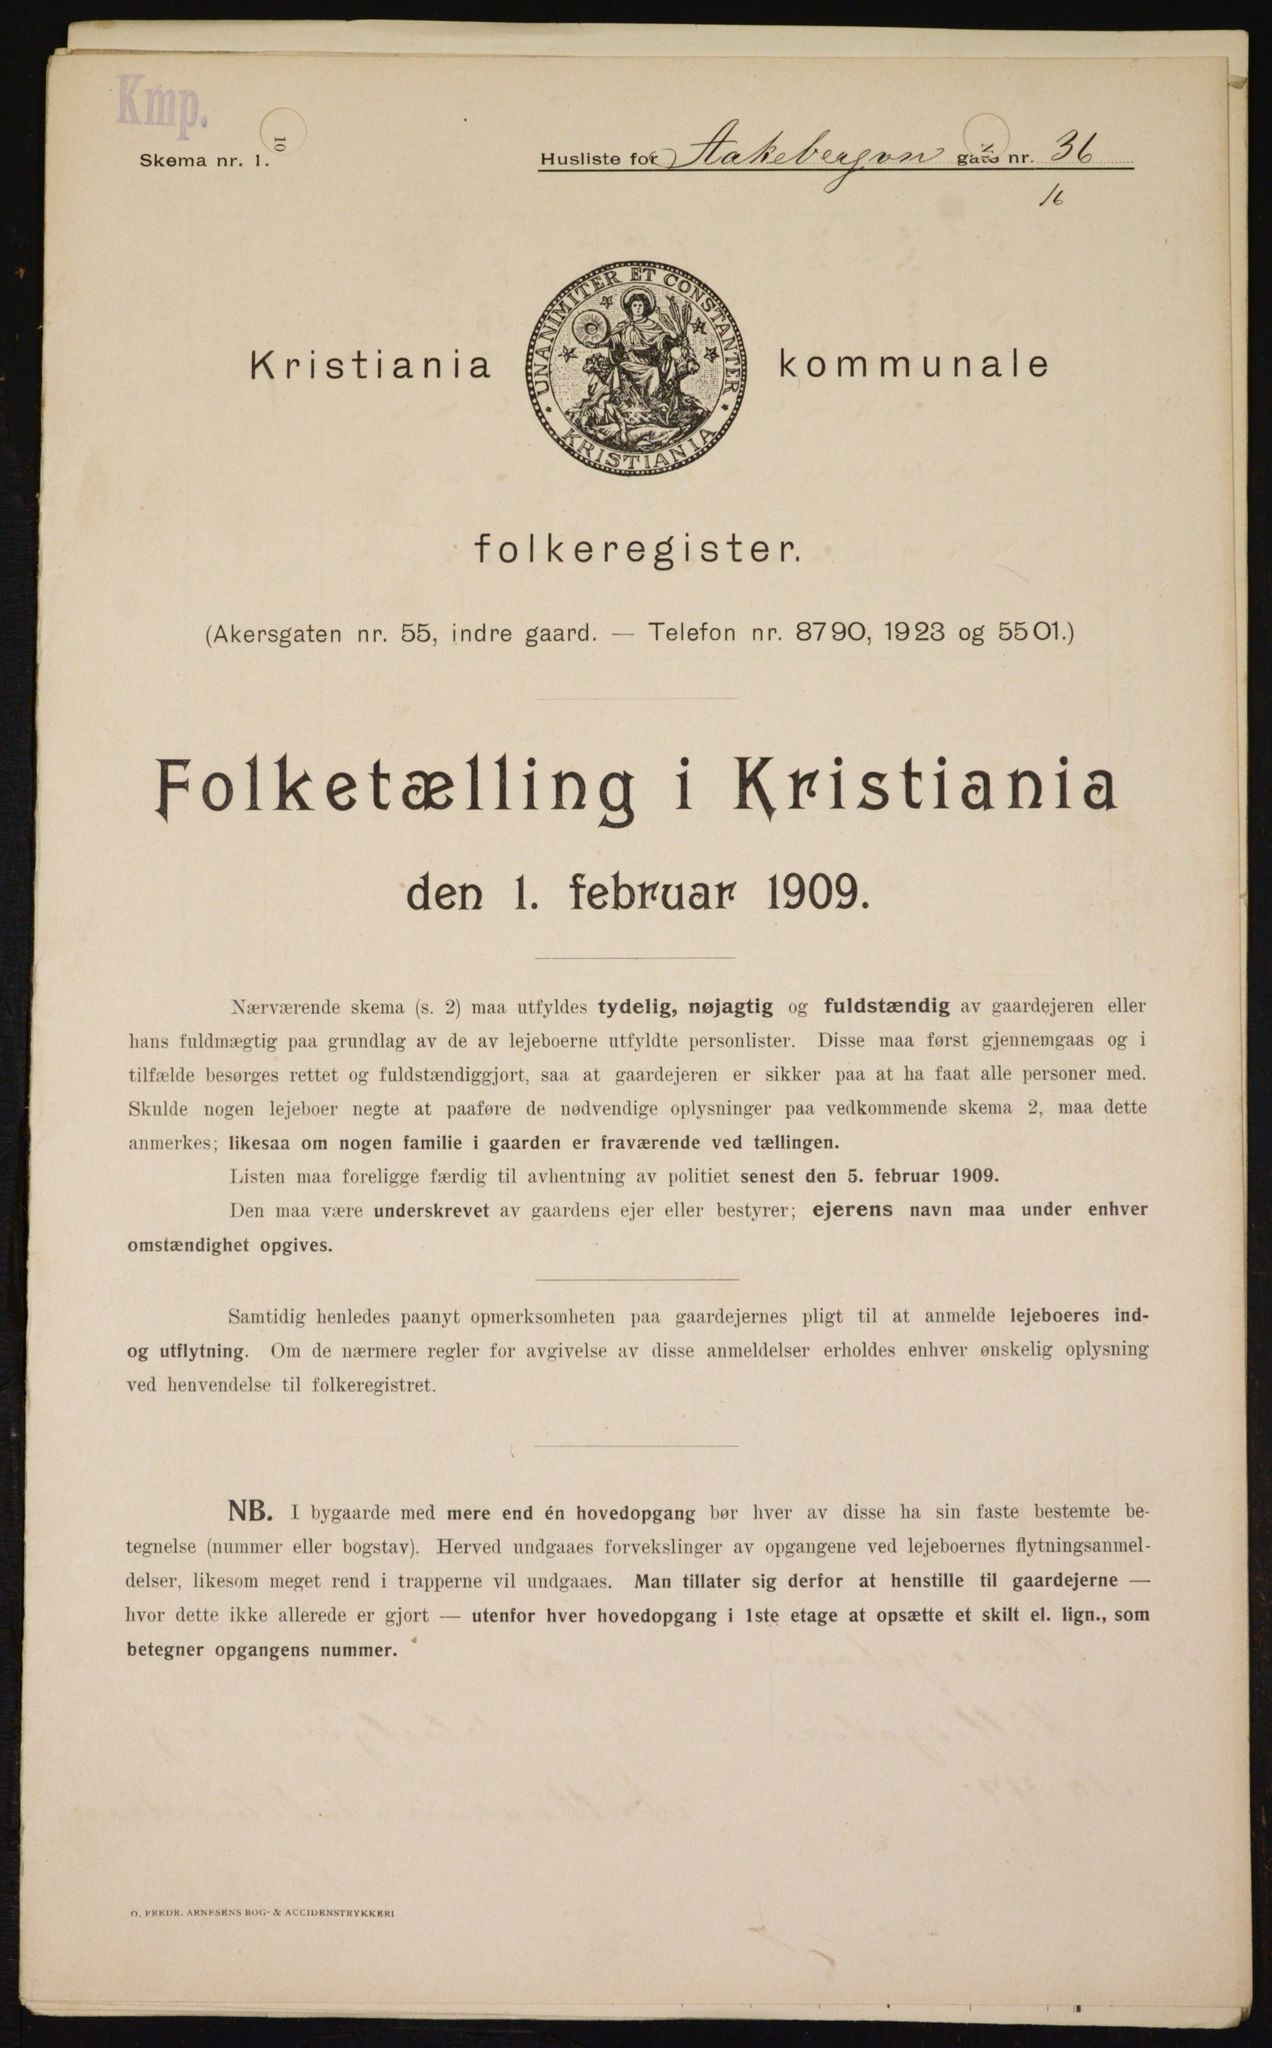 Kmp.
10
Skema nr. 1.
Husliste for Aakebergvn gate nr. 36
16
UNANIMITER ET CONSTANTER
KRISTIANIA
Kristiania kommunale
folkeregister.
(Akersgaten nr. 55, indre gaard. — Telefon nr. 8790, 1923 og 5501.)
Folketælling i Kristiania
den 1. februar 1909.
Nærværende skema (s. 2) maa utfyldes tydelig, nøjagtig og fuldstændig av gaardejeren eller
hans fuldmægtig paa grundlag av de av lejeboerne utfyldte personlister. Disse maa først gjennemgaas og i
tilfælde besørges rettet og fuldstændiggjort, saa at gaardejeren er sikker paa at ha faat alle personer med.
Skulde nogen lejeboer negte at paaføre de nødvendige oplysninger paa vedkommende skema 2, maa dette
anmerkes; likesaa om nogen familie i gaarden er fraværende ved tællingen.
Listen maa foreligge færdig til avhentning av politiet senest den 5. februar 1909.
Den maa være underskrevet av gaardens ejer eller bestyrer; ejerens navn maa under enhver
omstændighet opgives.
Samtidig henledes paanyt opmerksomheten paa gaardejernes pligt til at anmelde lejeboeres ind-
og utflytning. Om de nærmere regler for avgivelse av disse anmeldelser erholdes enhver ønskelig oplysning
ved henvendelse til folkeregistret.
NB. I bygaarde med mere end én hovedopgang bør hver av disse ha sin faste bestemte be-
tegnelse (nummer eller bogstav). Herved undgaaes forvekslinger av opgangene ved lejeboernes flytningsanmel-
delser, likesom meget rend i trapperne vil undgaaes. Man tillater sig derfor at henstille til gaardejerne —
hvor dette ikke allerede er gjort — utenfor hver hovedopgang i 1ste etage at opsætte et skilt el. lign., som
betegner opgangens nummer.
O. FREDR. ARNESENS BOG- & ACCIDENSTRYKKERI